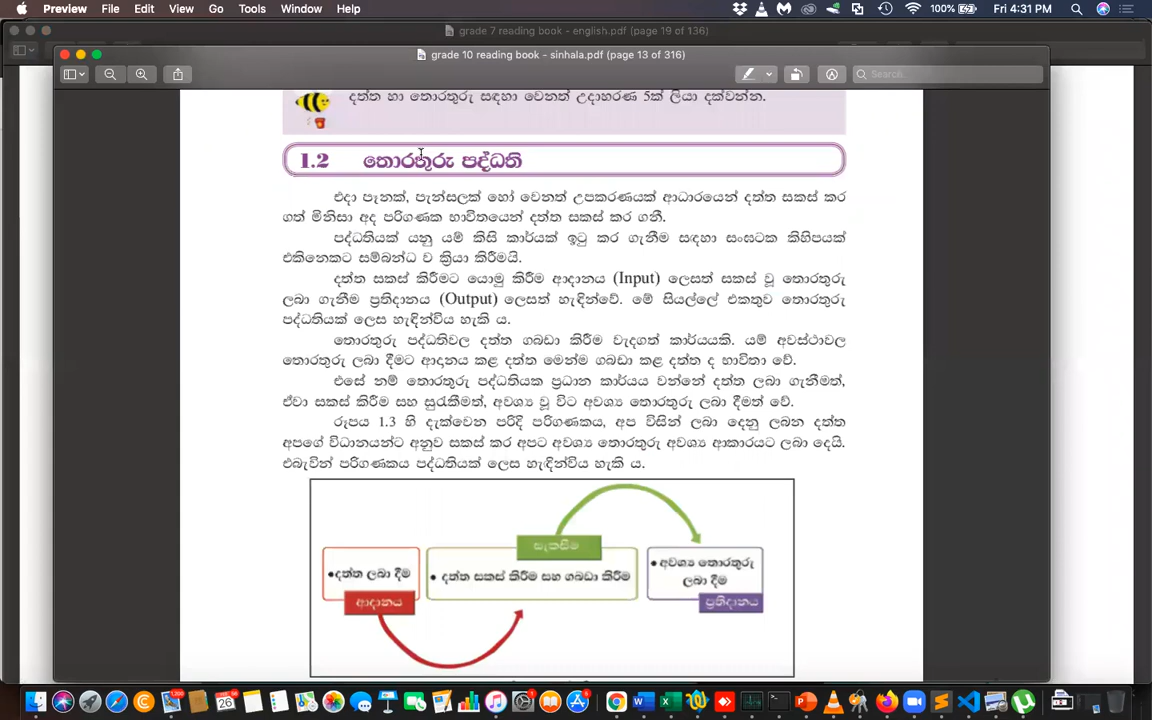 Preview File Edit View Go Tools Window Help 100% Fri 4:31 PM
grade 7 reading book - english.pdf (page 19 of 136)
grade 10 reading book - sinhala.pdf (page 13 of 316)
Search
දත්ත හා තොරතුරු සඳහා වෙනත් උදාහරණ 5ක් ලියා දක්වන්න.
1.2 තොරතුරු පද්ධති
එදා පෑනක්, පැන්සලක් හෝ වෙනත් උපකරණයක් ආධාරයෙන් දත්ත සකස් කර
ගත් මිනිසා අද පරිගණක භාවිතයෙන් දත්ත සකස් කර ගනී.
පද්ධතියක් යනු යම් කිසි කාර්යක් ඉටු කර ගැනීම සඳහා සංඝටක කිහිපයක්
එකිනෙකට සම්බන්ධ ව ක්‍රියා කිරීමයි.
දත්ත සකස් කිරීමට යොමු කිරීම ආදානය (Input) ලෙසත් සකස් වූ තොරතුරු
ලබා ගැනීම ප්‍රතිදානය (Output) ලෙසත් හැඳින්වේ. මේ සියල්ලේ එකතුව තොරතුරු
පද්ධතියක් ලෙස හැඳින්විය හැකි ය.
තොරතුරු පද්ධතිවල දත්ත ගබඩා කිරීම වැදගත් කාර්යයකි. යම් අවස්ථාවල
තොරතුරු ලබා දීමට ආදානය කළ දත්ත මෙන්ම ගබඩා කළ දත්ත ද භාවිතා වේ.
එසේ නම් තොරතුරු පද්ධතියක ප්‍රධාන කාර්යය වන්නේ දත්ත ලබා ගැනීමත්,
ඒවා සකස් කිරීම සහ සුරැකීමත්, අවශ්‍ය වූ විට අවශ්‍ය තොරතුරු ලබා දීමත් වේ.
රූපය 1.3 හි දැක්වෙන පරිදි පරිගණකය, අප විසින් ලබා දෙනු ලබන දත්ත
අපගේ විධානයන්ට අනුව සකස් කර අපට අවශ්‍ය තොරතුරු අවශ්‍ය ආකාරයට ලබා දෙයි.
එබැවින් පරිගණකය පද්ධතියක් ලෙස හැඳින්විය හැකි ය.
සැකසීම
•දත්ත ලබා දීම
• දත්ත සකස් කිරීම සහ ගබඩා කිරීම
• අවශ්‍ය තොරතුරු
ලබා දීම
ආදානය
ප්‍රතිදානය